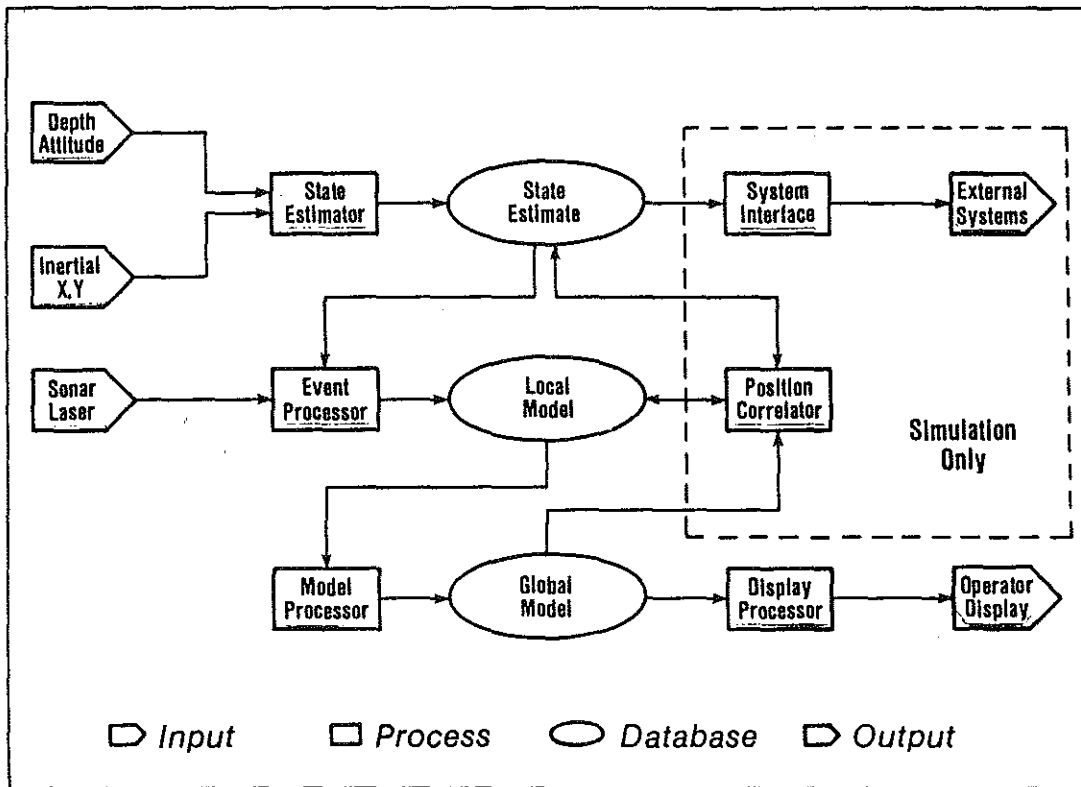 Depth
Attitude
State
Estimator
State
Estimate
System
Interface
External
Systems
Inertial
X,Y
Sonar
Laser
Event
Processor
Local
Model
Position
Correlator
Simulation
Only
Model
Processor
Global
Model
Display
Processor
Operator
Display
Input
Process
Database
Output